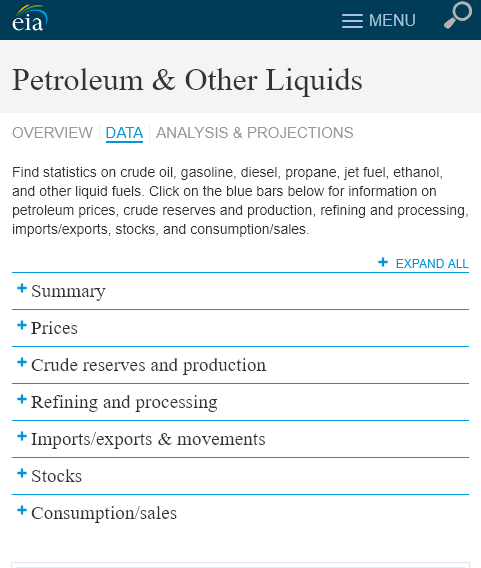 eia
MENU
Petroleum & Other Liquids
OVERVIEW DATA ANALYSIS & PROJECTIONS
Find statistics on crude oil, gasoline, diesel, propane, jet fuel, ethanol,
and other liquid fuels. Click on the blue bars below for information on
petroleum prices, crude reserves and production, refining and processing,
imports/exports, stocks, and consumption/sales.
+ EXPAND ALL
+ Summary
+ Prices
+ Crude reserves and production
+ Refining and processing
+ Imports/exports & movements
+ Stocks
+ Consumption/sales